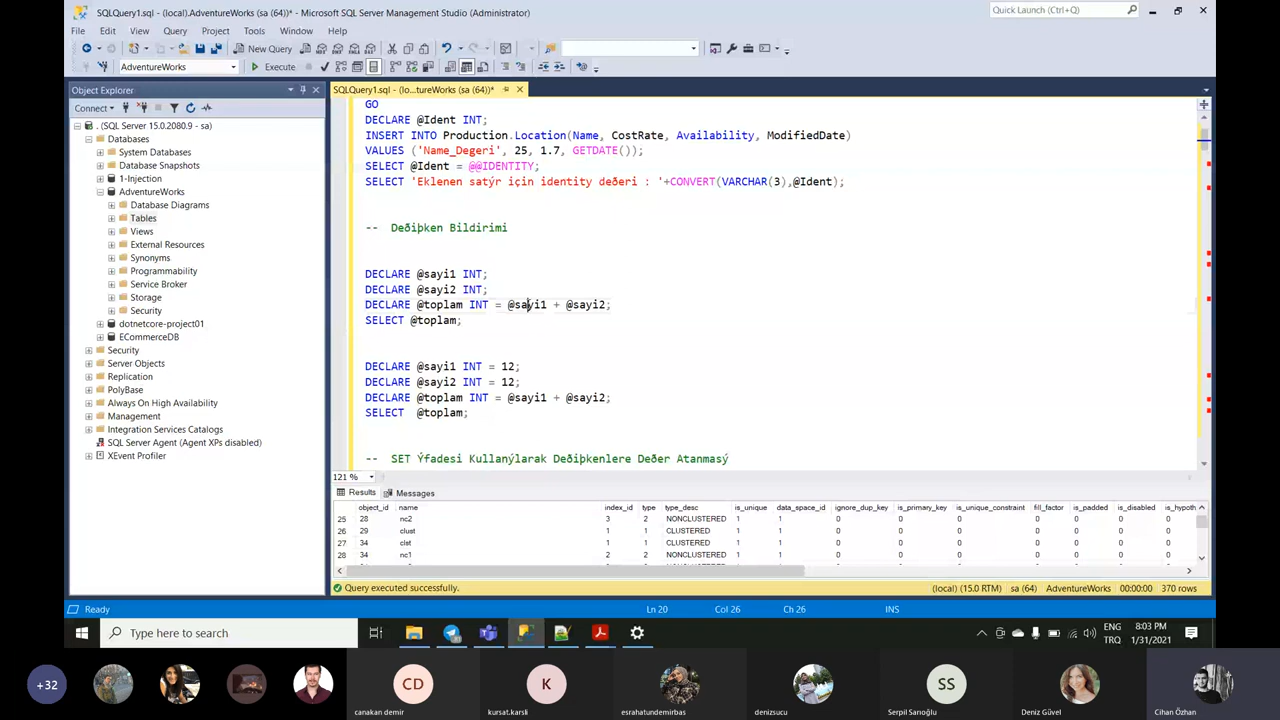 SQLQuery1.sql - (local).AdventureWorks (sa (64))* - Microsoft SQL Server Management Studio (Administrator)
Quick Launch (Ctrl+Q)
File Edit View Query Project Tools Window Help
New Query
AdventureWorks
Execute
Object Explorer
SQLQuery1.sql - (lo...tureWorks (sa (64))*
Connect
. (SQL Server 15.0.2080.9 - sa)
Databases
System Databases
Database Snapshots
1-Injection
AdventureWorks
Database Diagrams
Tables
Views
External Resources
Synonyms
Programmability
Service Broker
Storage
Security
dotnetcore-project01
ECommerceDB
Security
Server Objects
Replication
PolyBase
Always On High Availability
Management
Integration Services Catalogs
SQL Server Agent (Agent XPs disabled)
XEvent Profiler
GO
DECLARE @Ident INT;
INSERT INTO Production.Location(Name, CostRate, Availability, ModifiedDate)
VALUES ('Name_Degeri', 25, 1.7, GETDATE());
SELECT @Ident = @@IDENTITY;
SELECT 'Eklenen satýr için identity deðeri : '+CONVERT(VARCHAR(3),@Ident);
-- Deðiþken Bildirimi
DECLARE @sayi1 INT;
DECLARE @sayi2 INT;
DECLARE @toplam INT = @sayi1 + @sayi2;
SELECT @toplam;
DECLARE @sayi1 INT = 12;
DECLARE @sayi2 INT = 12;
DECLARE @toplam INT = @sayi1 + @sayi2;
SELECT @toplam;
-- SET Ýfadesi Kullanýlarak Deðiþkenlere Deðer Atanmasý
121 %
Results Messages
object_id name index_id type type_desc is_unique data_space_id ignore_dup_key is_primary_key is_unique_constraint fill_factor is_padded is_disabled is_hypoth
25 28 nc2 3 2 NONCLUSTERED 1 1 0 0 0 0 0 0 0
26 29 clust 1 1 CLUSTERED 1 1 0 0 0 0 0 0 0
27 34 clst 1 1 CLUSTERED 1 1 0 0 0 0 0 0 0
28 34 nc1 2 2 NONCLUSTERED 1 1 0 0 0 0 0 0 0
Query executed successfully.
(local) (15.0 RTM) sa (64) AdventureWorks 00:00:00 370 rows
Ready
Ln 20 Col 26 Ch 26 INS
Type here to search
ENG
TRQ
8:03 PM
1/31/2021
+32
CD
K
SS
canakan demir
kursat.karsli
esrahatundemirbas
denizsucu
Serpil Sarıoğlu
Deniz Güvel
Cihan Özhan